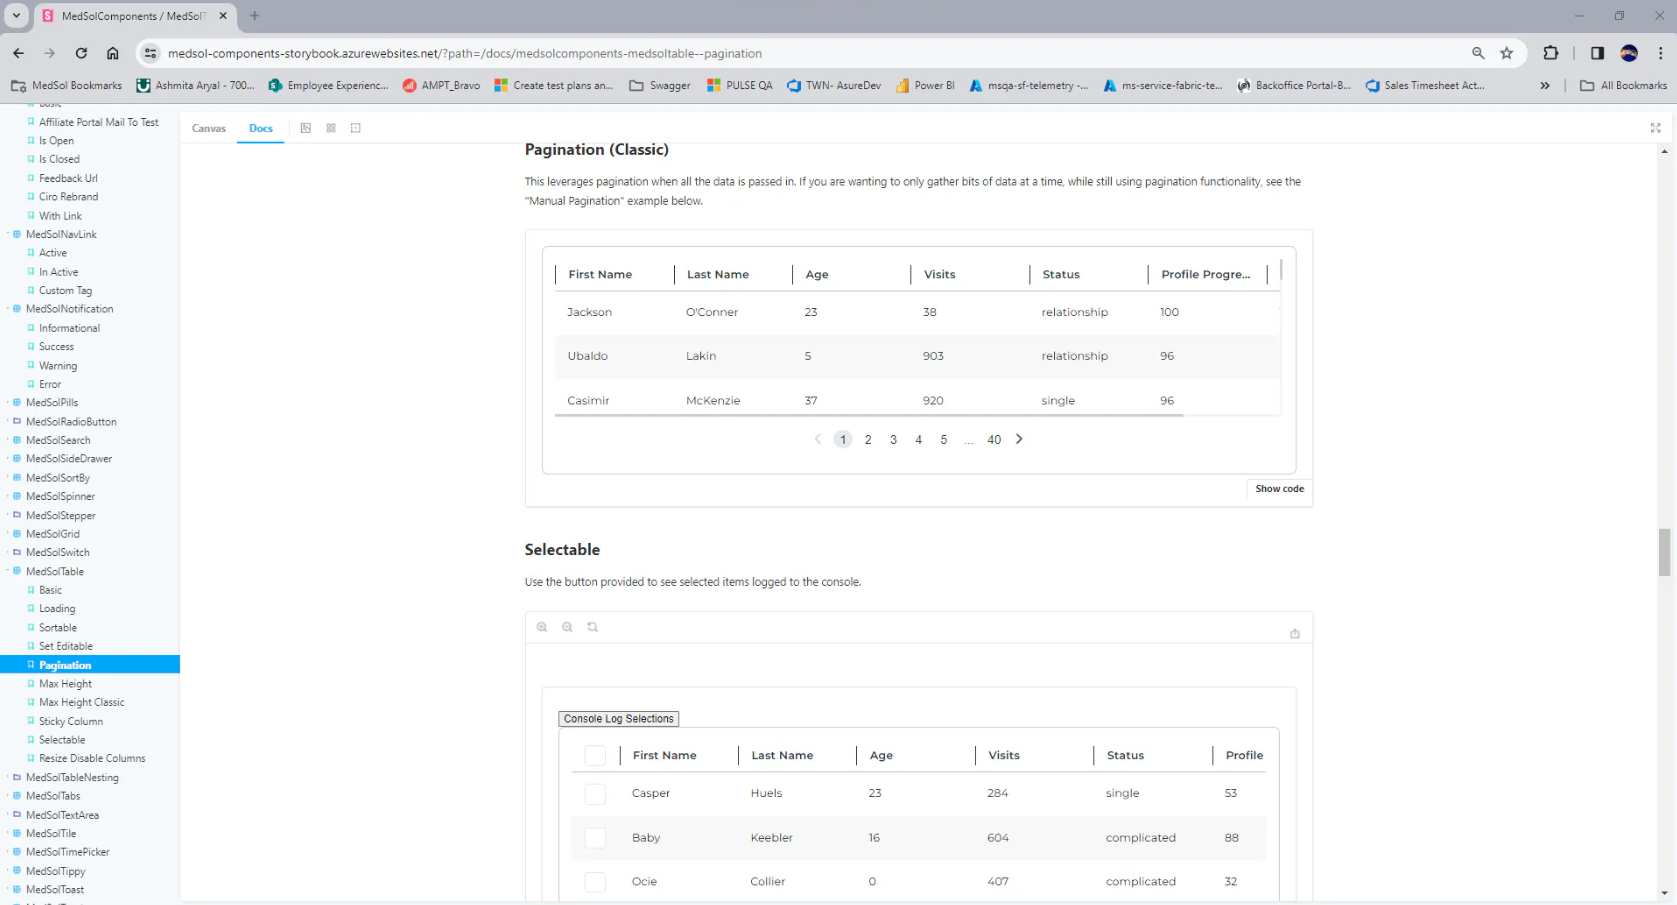 MedSolComponents / MedSolT
medsol-components-storybook.azurewebsites.net/?path=/docs/medsolcomponents-medsoltable--pagination
MedSol Bookmarks
Ashmita Aryal - 700...
Employee Experienc...
AMPT_Bravo
Create test plans an...
Swagger
PULSE QA
TWN- AsureDev
Power BI
msqa-sf-telemetry -...
ms-service-fabric-te...
Backoffice Portal-B...
Sales Timesheet Act...
»
All Bookmarks
Basic
Affiliate Portal Mail To Test
Is Open
Is Closed
Feedback Url
Ciro Rebrand
With Link
MedSolNavLink
Active
In Active
Custom Tag
MedSolNotification
Informational
Success
Warning
Error
MedSolPills
MedSolRadioButton
MedSolSearch
MedSolSideDrawer
MedSolSortBy
MedSolSpinner
MedSolStepper
MedSolGrid
MedSolSwitch
MedSolTable
Basic
Loading
Sortable
Set Editable
Pagination
Max Height
Max Height Classic
Sticky Column
Selectable
Resize Disable Columns
MedSolTableNesting
MedSolTabs
MedSolTextArea
MedSolTile
MedSolTimePicker
MedSolTippy
MedSolToast
Canvas Docs
Pagination (Classic)
This leverages pagination when all the data is passed in. If you are wanting to only gather bits of data at a time, while still using pagination functionality, see the
"Manual Pagination" example below.
First Name Last Name Age Visits Status Profile Progre...
Jackson O'Conner 23 38 relationship 100
Ubaldo Lakin 5 903 relationship 96
Casimir McKenzie 37 920 single 96
1 2 3 4 5 ... 40
Show code
Selectable
Use the button provided to see selected items logged to the console.
Console Log Selections
First Name Last Name Age Visits Status Profile
Casper Huels 23 284 single 53
Baby Keebler 16 604 complicated 88
Ocie Collier 0 407 complicated 32